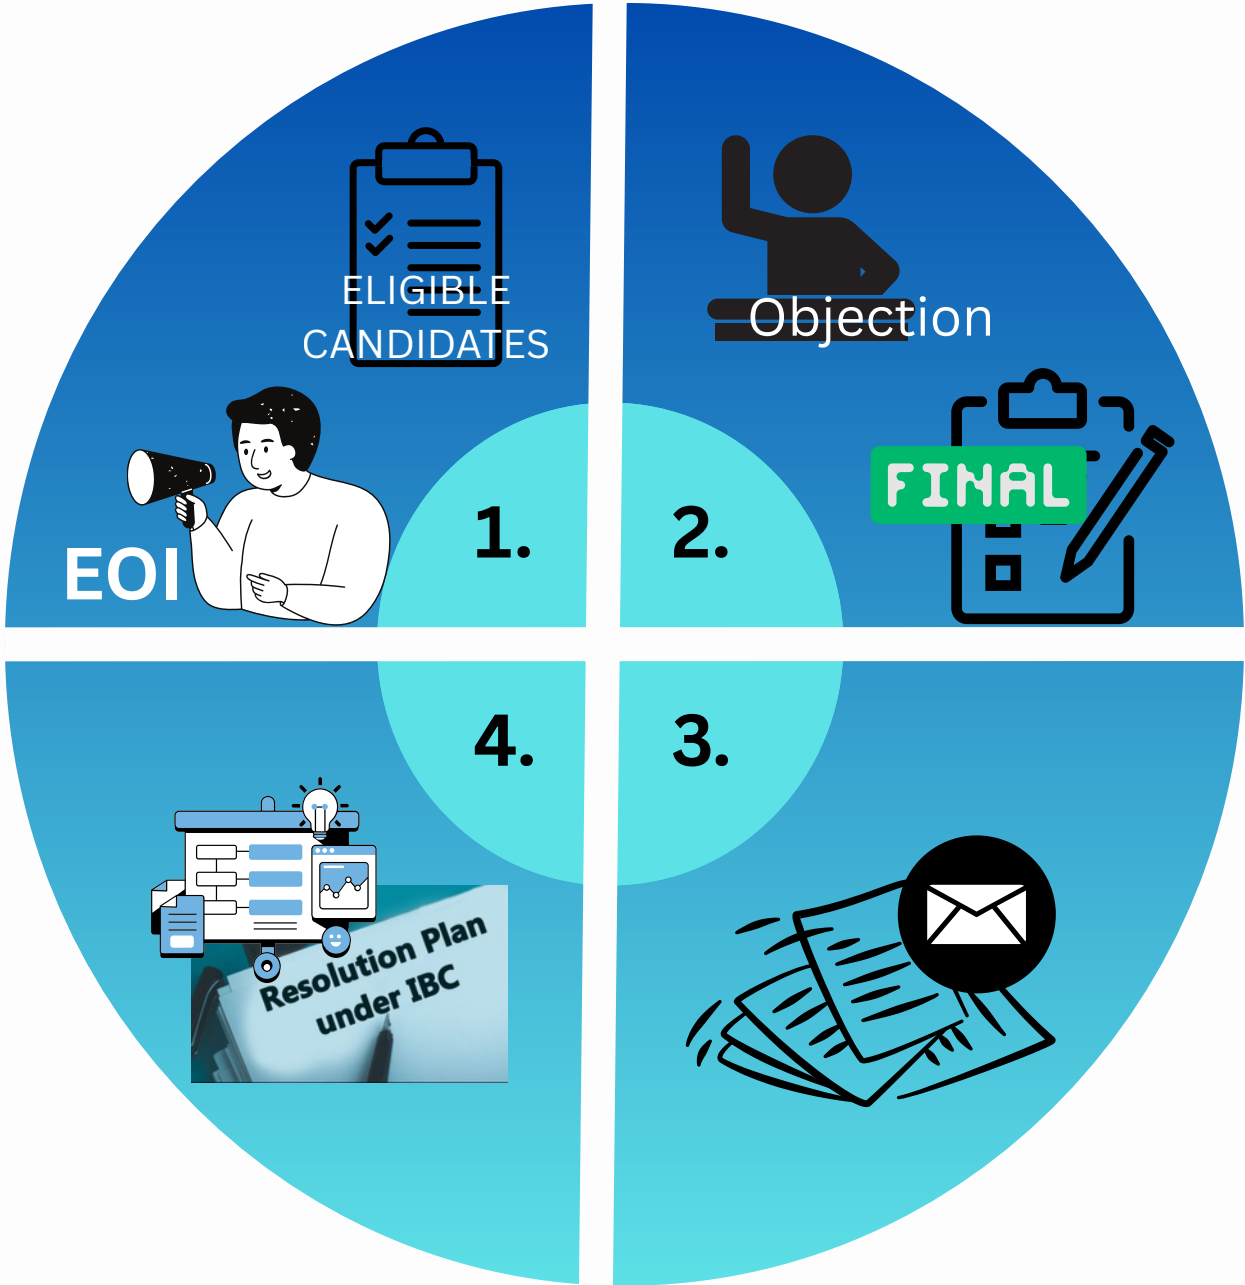 ELIGIBLE
CANDIDATES
EOI
1.
Objection
FINAL
2.
3.
4.
Resolution Plan
under IBC